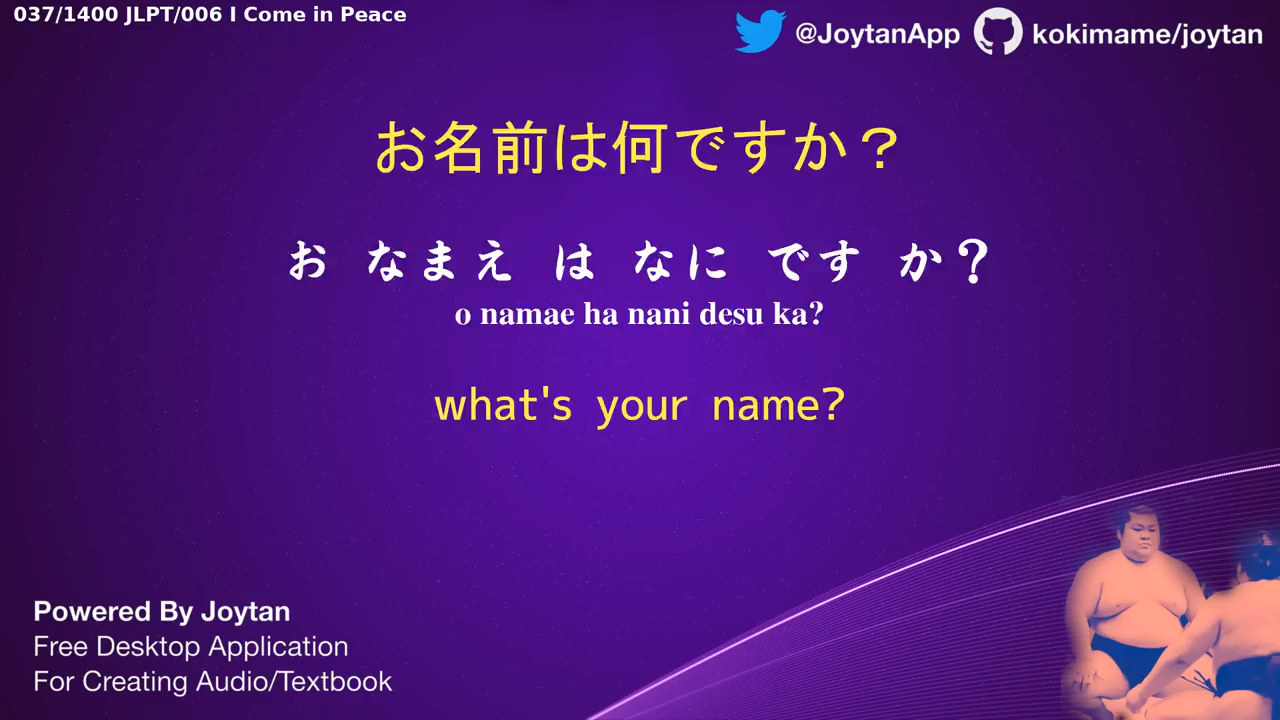 037/1400 JLPT/006 I Come in Peace
@JoytanApp kokimame/joytan
お名前は何ですか？
お なまえ は なに です か？
o namae ha nani desu ka?
what's your name?
Powered By Joytan
Free Desktop Application
For Creating Audio/Textbook